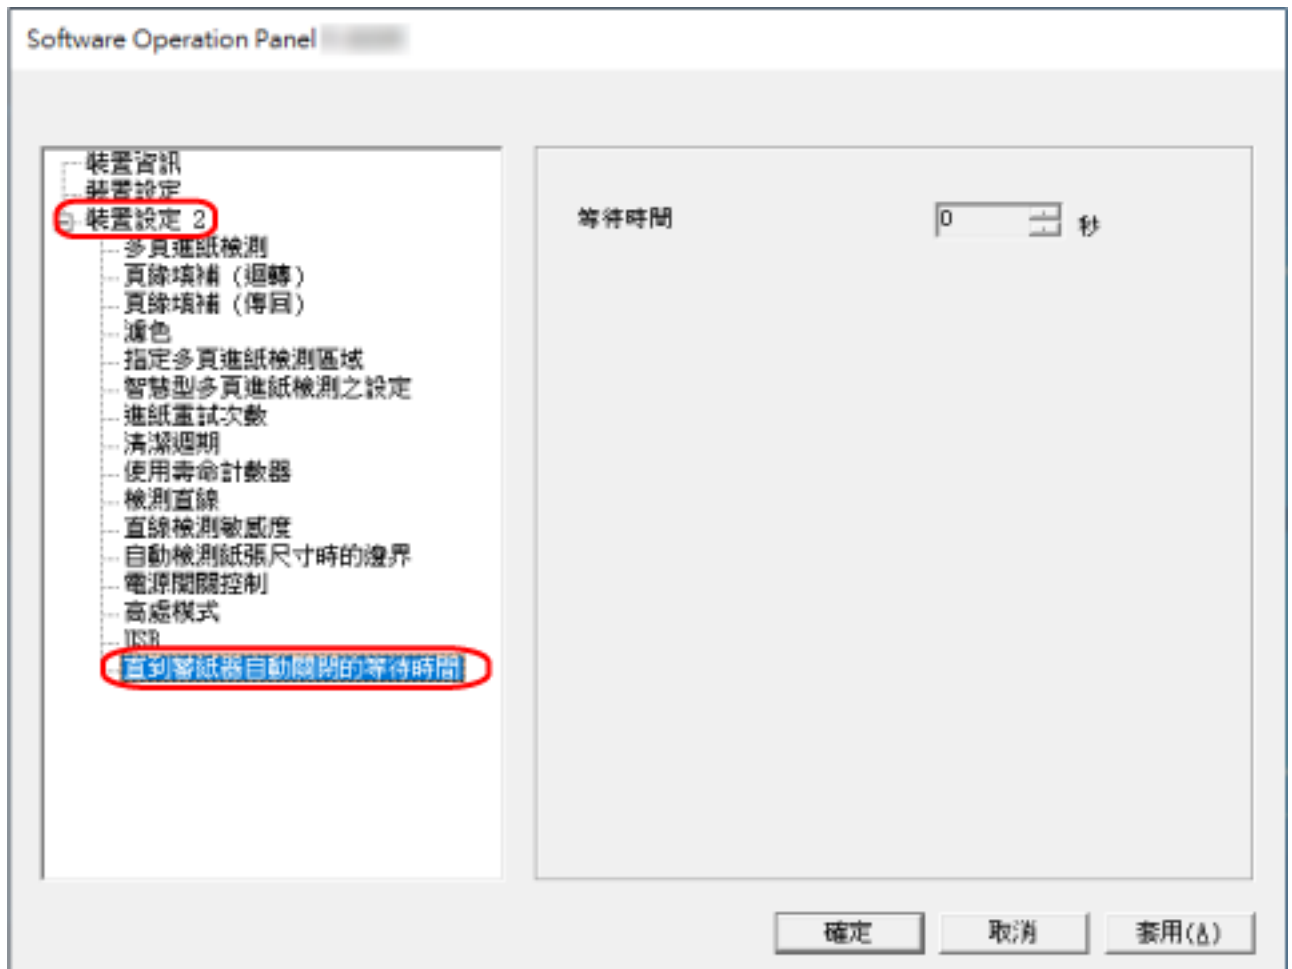 Software Operation Panel
裝置資訊
裝置設定
裝置設定 2
多頁進紙檢測
頁緣填補 (迴轉)
頁緣填補 (傳回)
濾色
指定多頁進紙檢測區域
智慧型多頁進紙檢測之設定
進紙重試次數
清潔週期
使用壽命計數器
檢測直線
直線檢測敏感度
自動檢測紙張尺寸時的邊界
電源開關控制
高處模式
USB
直到蓄紙器自動關閉的等待時間
等待時間
0
秒
確定
取消
套用(A)